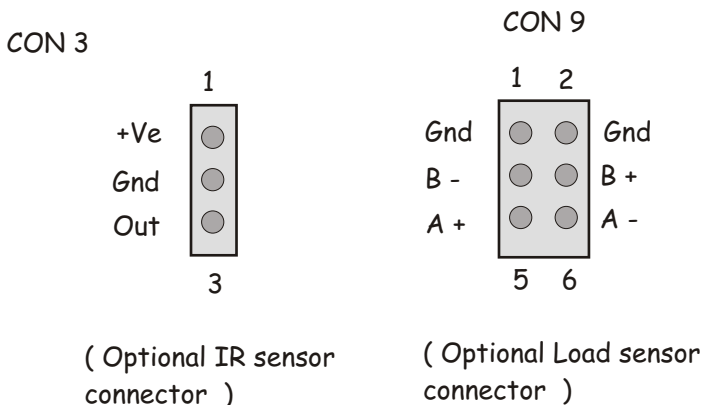 CON 3
1
+Ve
Gnd
Out
3
( Optional IR sensor
connector )
CON 9
1 2
Gnd Gnd
B - B +
A + A -
5 6
( Optional Load sensor
connector )